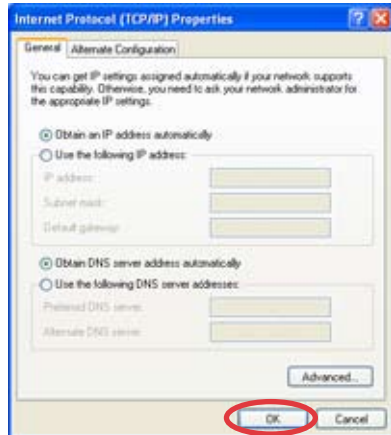 Internet Protocol (TCP/IP) Properties
General
Alternate Configuration
You can get IP settings assigned automatically if your network supports
this capability. Otherwise, you need to ask your network administrator for
the appropriate IP settings.
Obtain an IP address automatically
Use the following IP address:
IP address:
Subnet mask:
Default gateway:
Obtain DNS server address automatically
Use the following DNS server addresses:
Preferred DNS server:
Alternate DNS server:
Advanced...
OK
Cancel